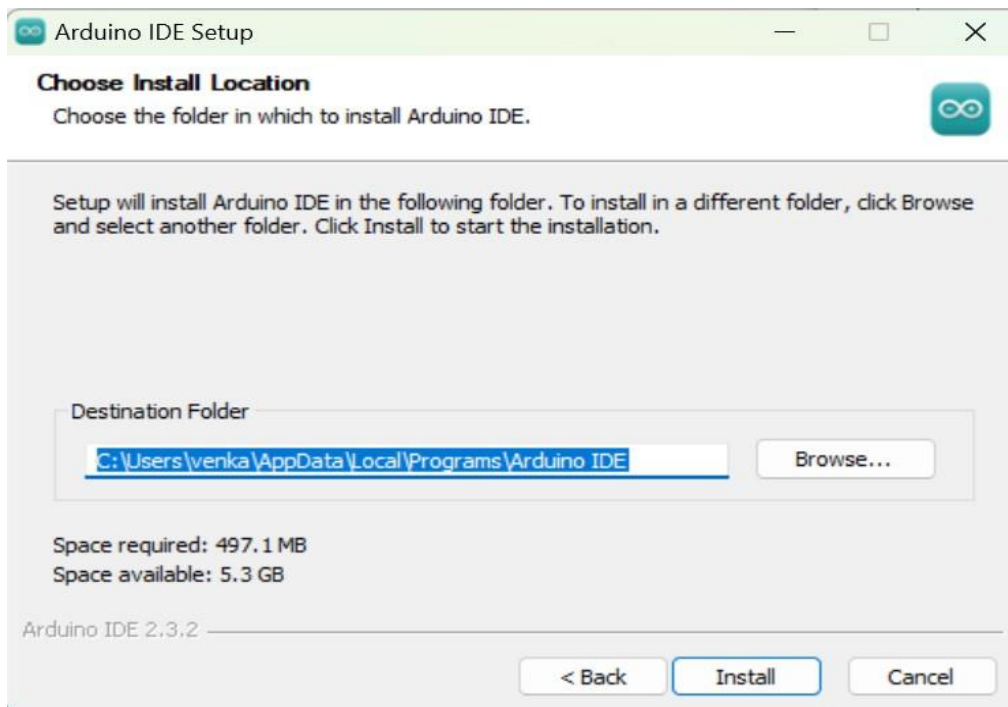 Arduino IDE Setup
Choose Install Location
Choose the folder in which to install Arduino IDE.
Setup will install Arduino IDE in the following folder. To install in a different folder, click Browse
and select another folder. Click Install to start the installation.
Destination Folder
C:\Users\venka\AppData\Local\Programs\Arduino IDE
Browse...
Space required: 497.1 MB
Space available: 5.3 GB
Arduino IDE 2.3.2
< Back Install Cancel